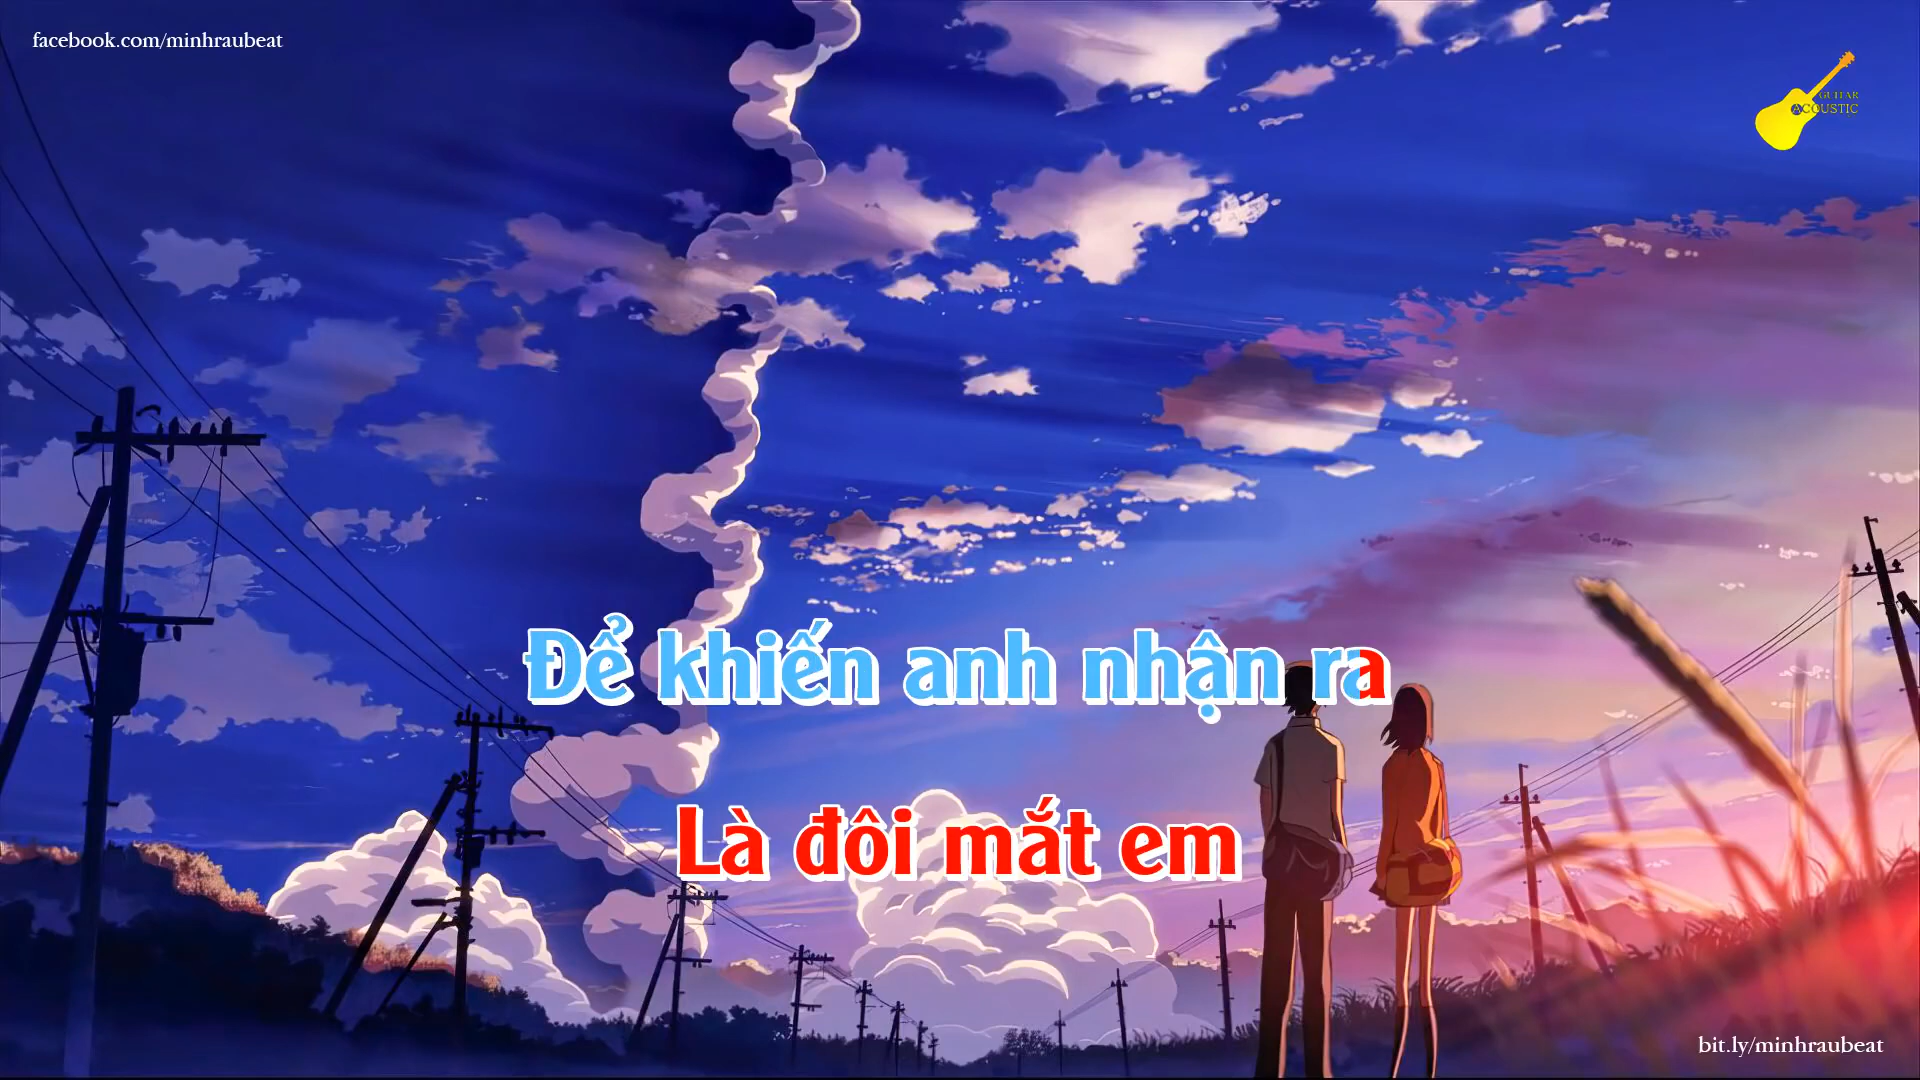 facebook.com/minhraubeat
GUITAR
ACOUSTIC
Để khiến anh nhận ra
Là đôi mắt em
bit.ly/minhraubeat